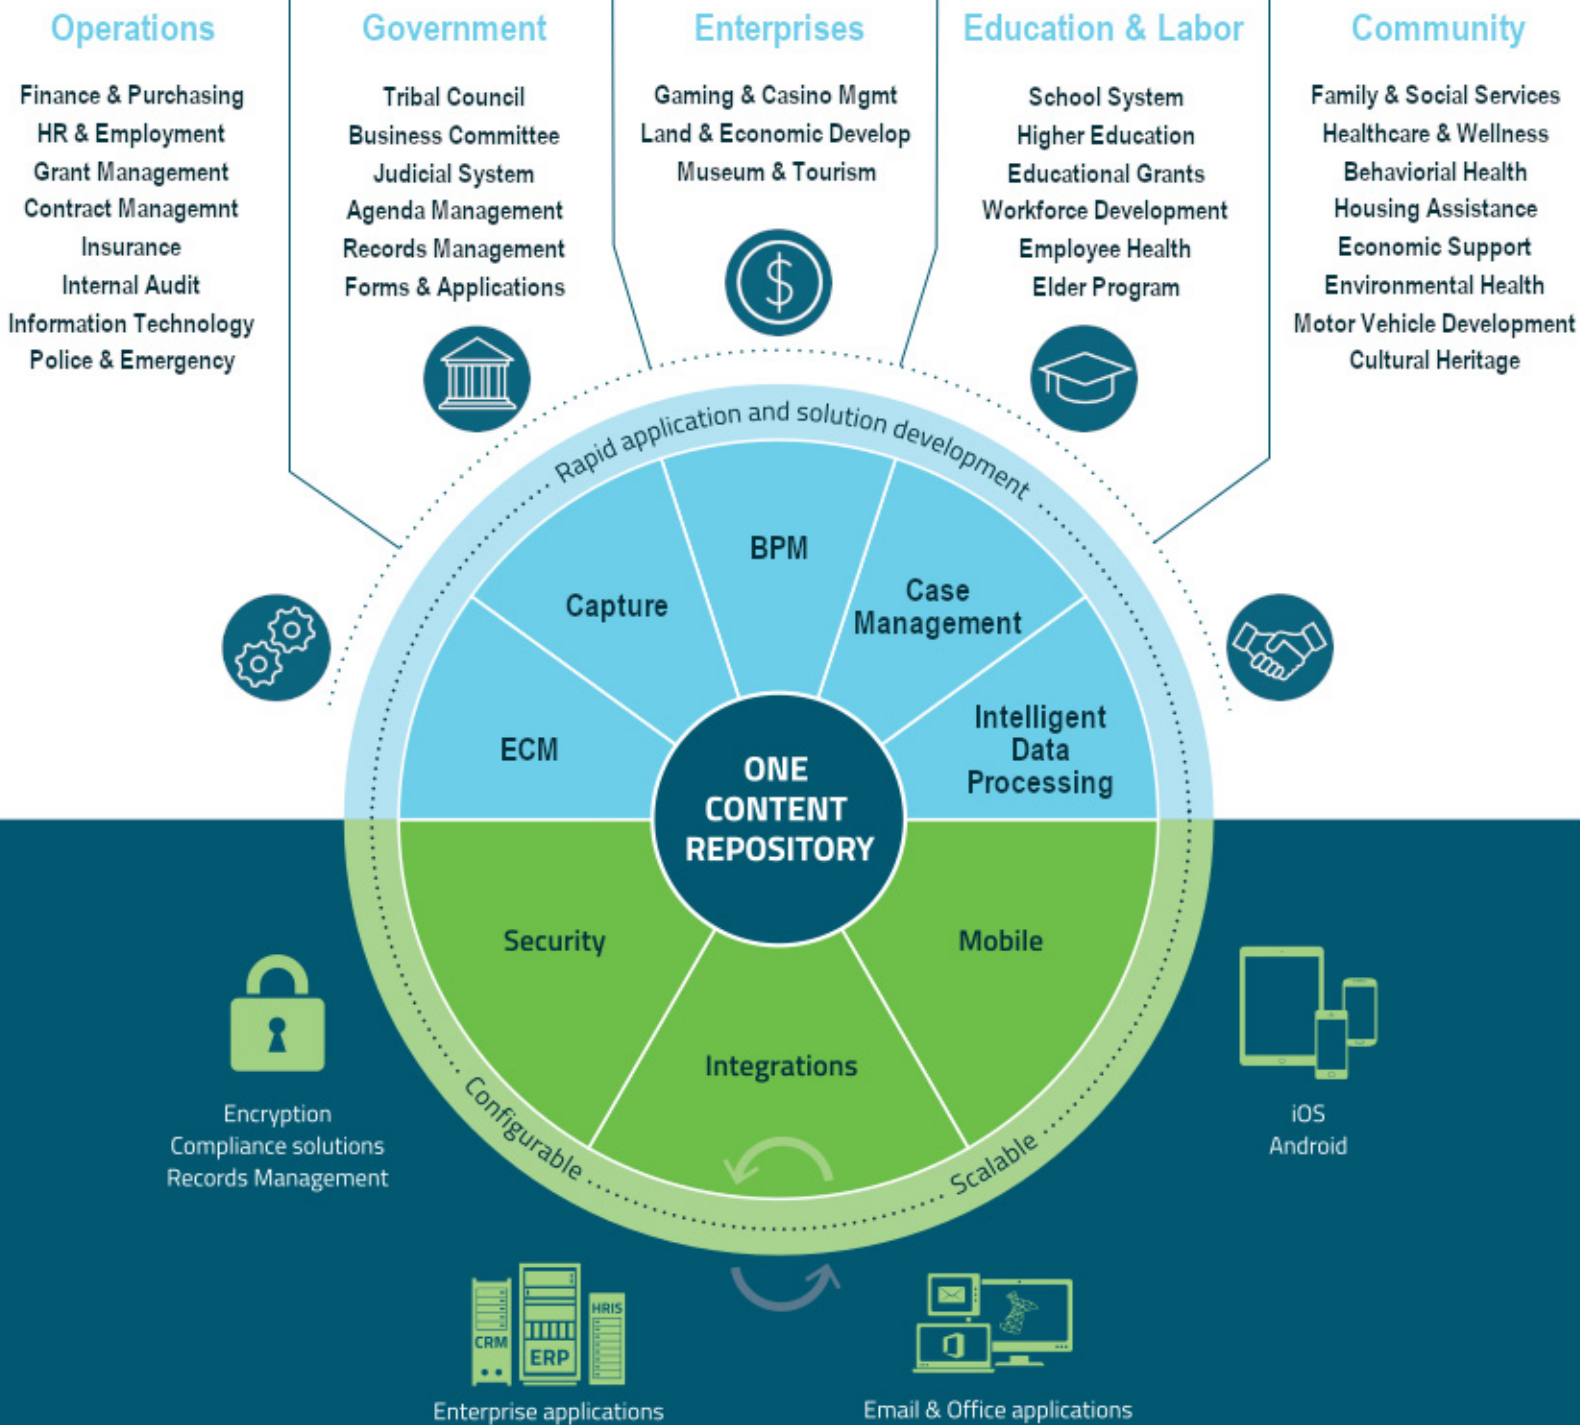 Operations
Finance & Purchasing
HR & Employment
Grant Management
Contract Managemnt
Insurance
Internal Audit
Information Technology
Police & Emergency
Government
Tribal Council
Business Committee
Judicial System
Agenda Management
Records Management
Forms & Applications
Enterprises
Gaming & Casino Mgmt
Land & Economic Develop
Museum & Tourism
$
Education & Labor
School System
Higher Education
Educational Grants
Workforce Development
Employee Health
Elder Program
Community
Family & Social Services
Healthcare & Wellness
Behaviorial Health
Housing Assistance
Economic Support
Environmental Health
Motor Vehicle Development
Cultural Heritage
Rapid application and solution development
ECM
Capture
BPM
Case
Management
Intelligent
Data
Processing
ONE
CONTENT
REPOSITORY
Security
Integrations
Mobile
Configurable
Scalable
Encryption
Compliance solutions
Records Management
iOS
Android
CRM
ERP
HRIS
Enterprise applications
Email & Office applications